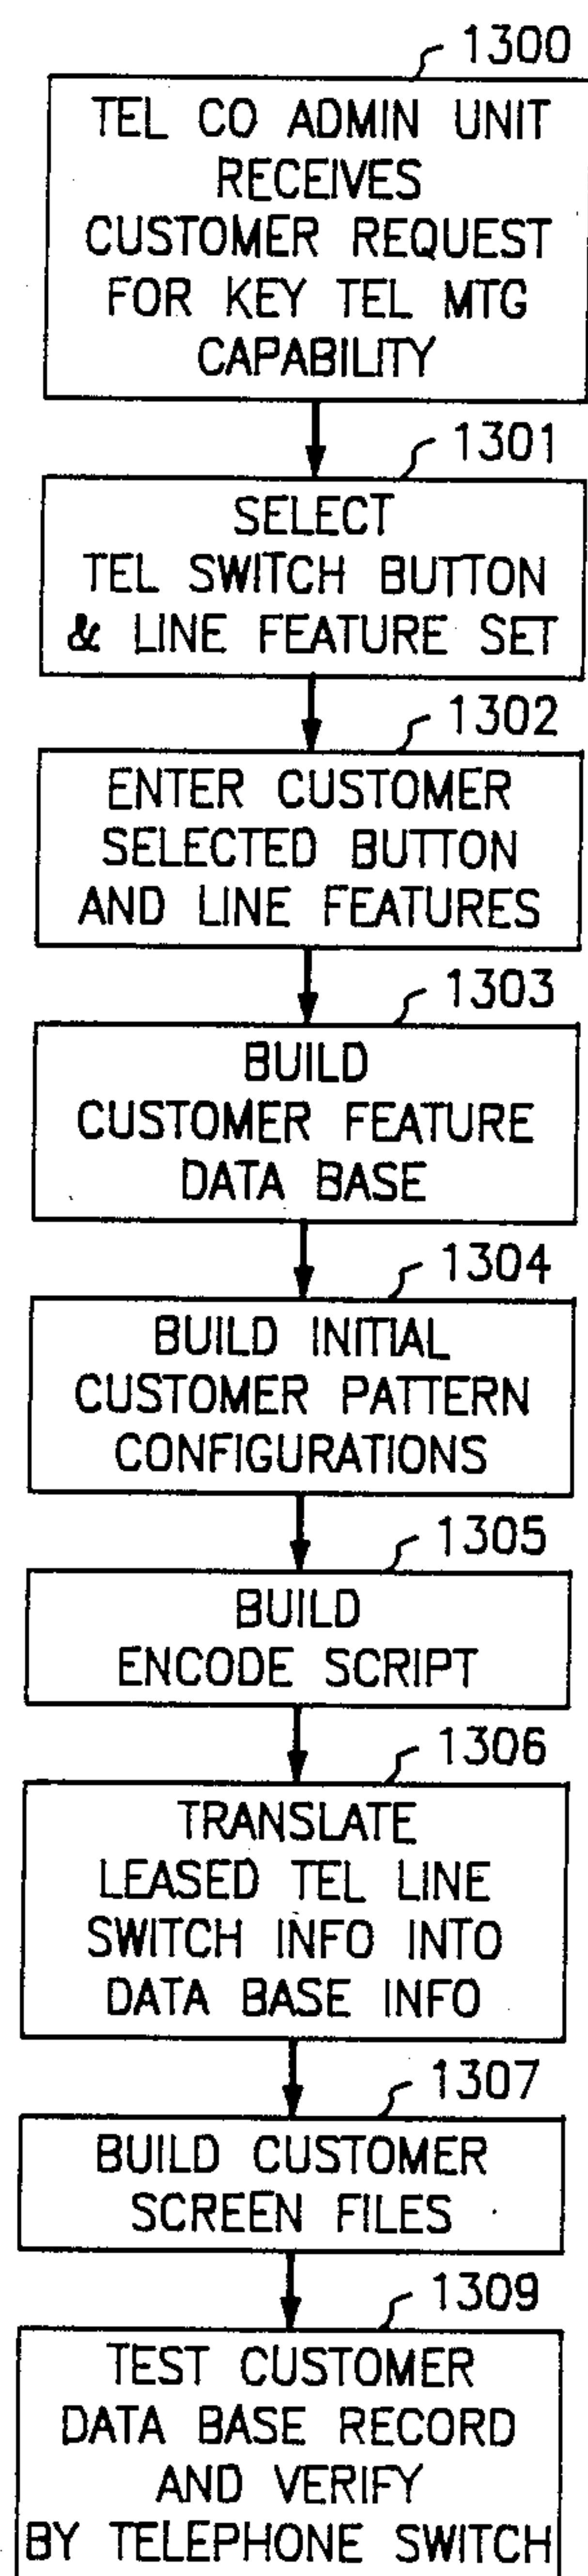 1300
TEL CO ADMIN UNIT
RECEIVES
CUSTOMER REQUEST
FOR KEY TEL MTG
CAPABILITY
1301
SELECT
TEL SWITCH BUTTON
& LINE FEATURE SET
1302
ENTER CUSTOMER
SELECTED BUTTON
AND LINE FEATURES
1303
BUILD
CUSTOMER FEATURE
DATA BASE
1304
BUILD INITIAL
CUSTOMER PATTERN
CONFIGURATIONS
1305
BUILD
ENCODE SCRIPT
1306
TRANSLATE
LEASED TEL LINE
SWITCH INFO INTO
DATA BASE INFO
1307
BUILD CUSTOMER
SCREEN FILES
1309
TEST CUSTOMER
DATA BASE RECORD
AND VERIFY
BY TELEPHONE SWITCH